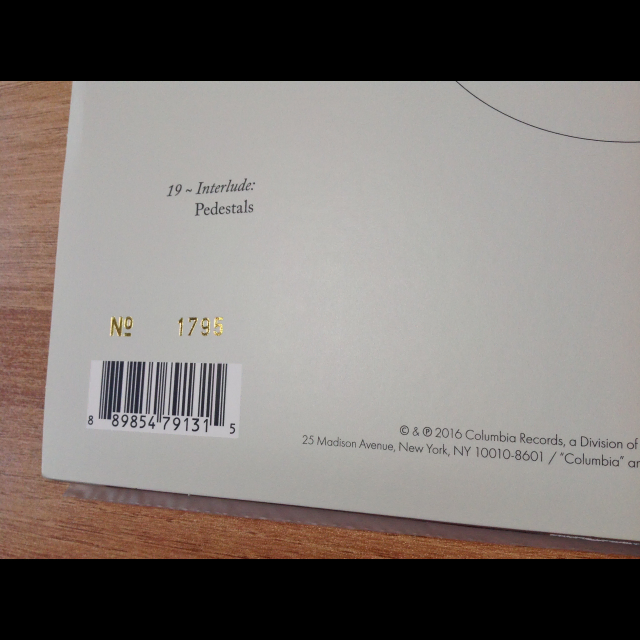 19 ~ Interlude:
Pedestals
Nº 1795
8 89854 79131 5
© & ℗ 2016 Columbia Records, a Division of
25 Madison Avenue, New York, NY 10010-8601 / "Columbia"